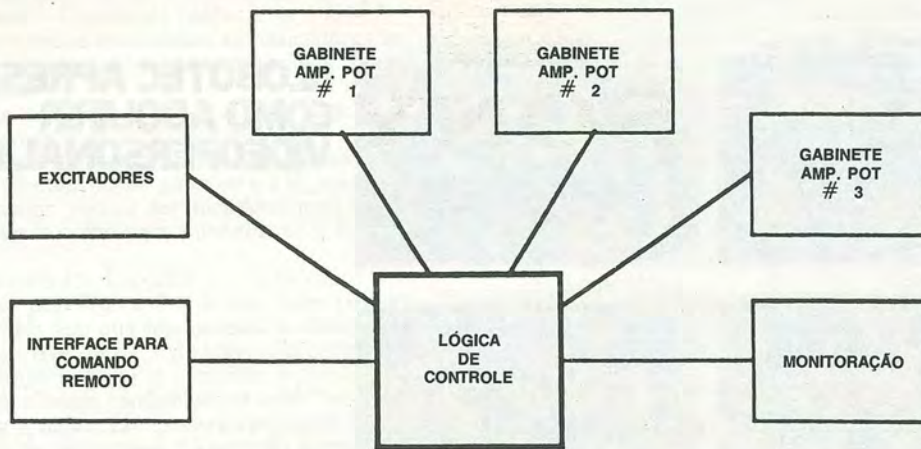 GABINETE
AMP. POT
# 1
GABINETE
AMP. POT
# 2
EXCITADORES
GABINETE
AMP. POT
# 3
INTERFACE PARA
COMANDO
REMOTO
LÓGICA
DE
CONTROLE
MONITORAÇÃO